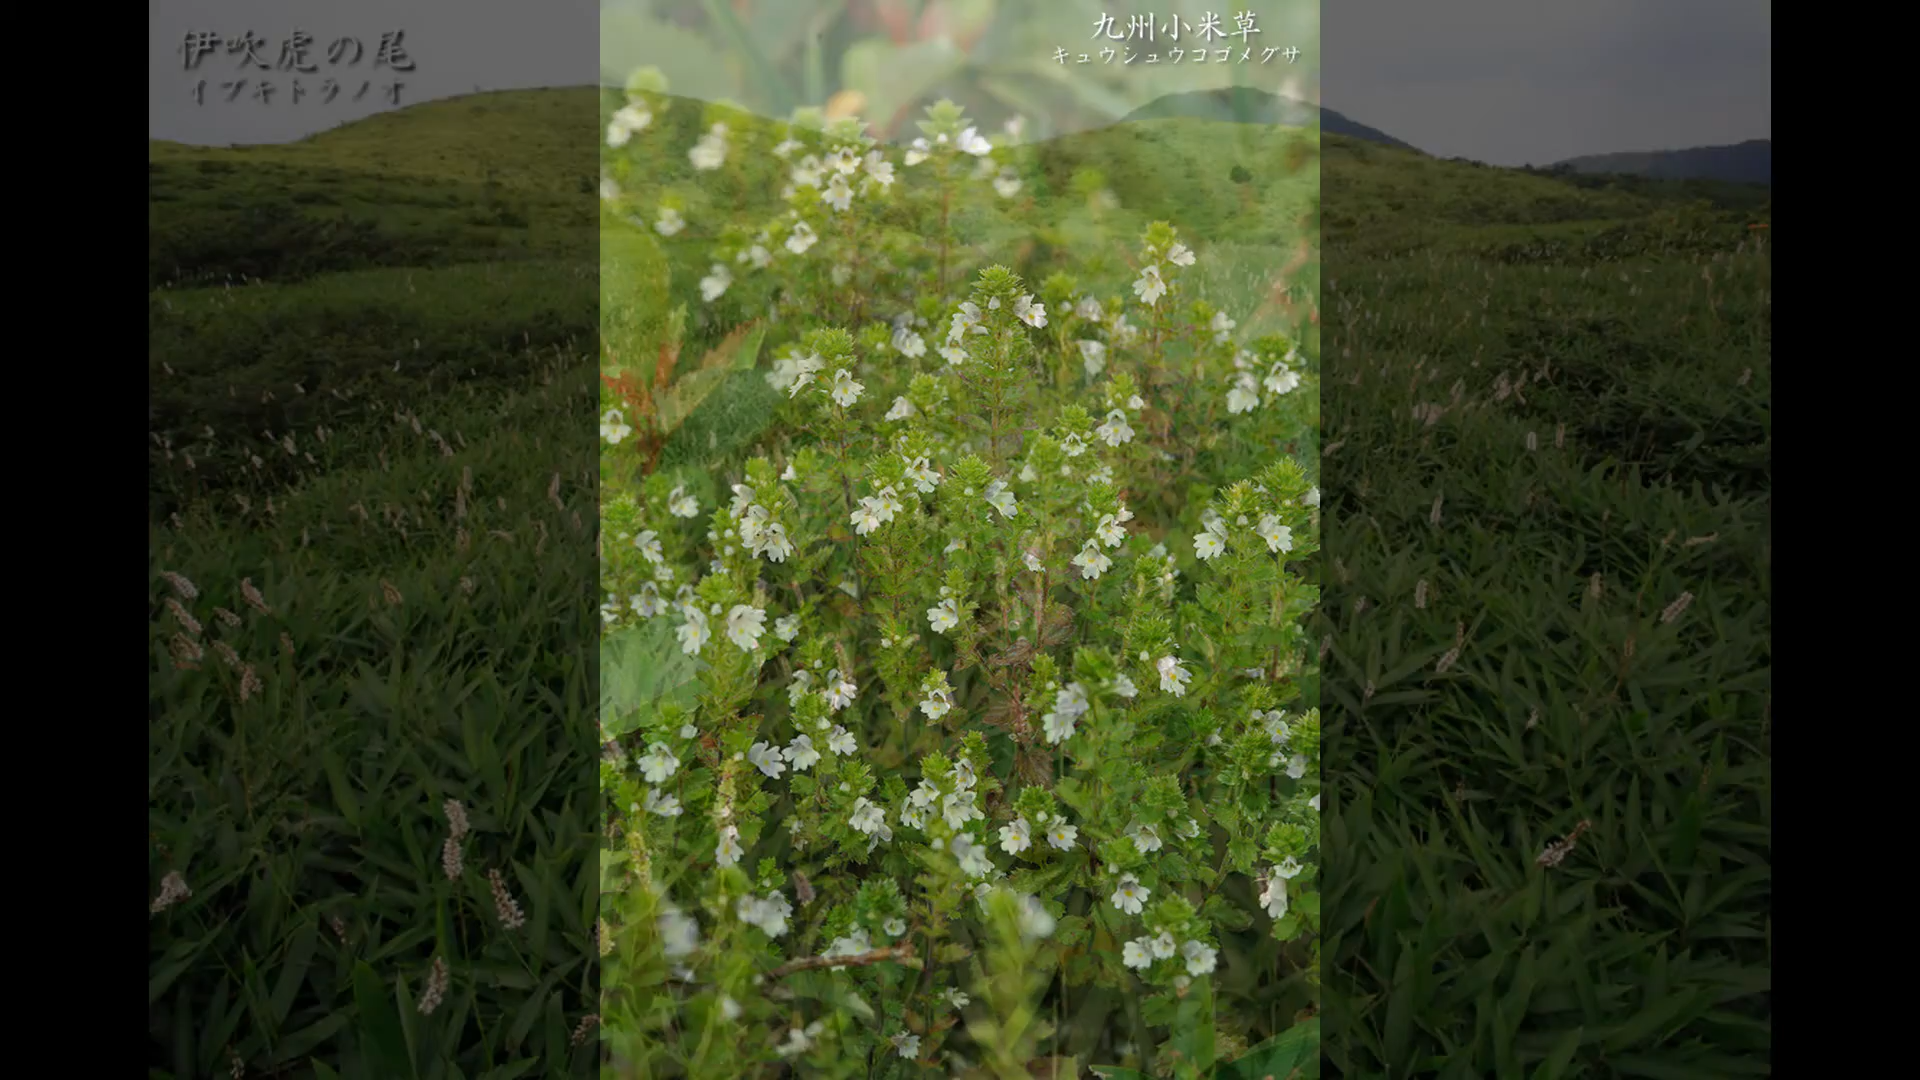 伊吹虎の尾
イブキトラノオ
九州小米草
キュウシュウコゴメグサ